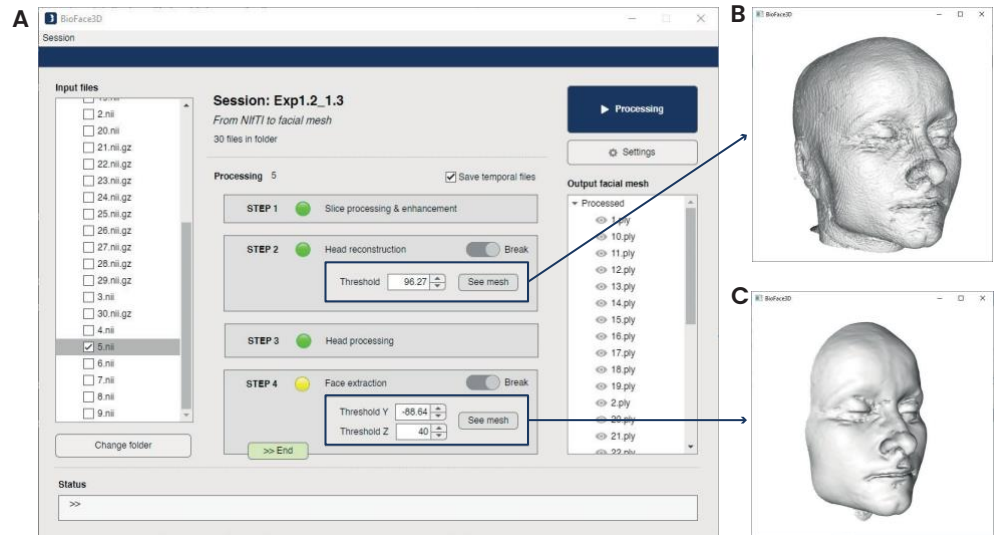 A
BioFace3D
Session
Input files
2.nii
20.nii
21.nii.gz
22.nii.gz
23.nii.gz
24.nii.gz
25.nii.gz
26.nii.gz
27.nii.gz
28.nii.gz
29.nii.gz
3.nii
30.nii.gz
4.nii
5.nii
6.nii
7.nii
8.nii
9.nii
Change folder
Session: Exp1.2_1.3
From NIfTI to facial mesh
30 files in folder
Processing 5
Save temporal files
STEP 1 Slice processing & enhancement
STEP 2 Head reconstruction Break
Threshold 96.27 See mesh
STEP 3 Head processing
STEP 4 Face extraction Break
Threshold Y -88.64
See mesh
Threshold Z 40
>> End
Processing
Settings
Output facial mesh
Processed
1.ply
10.ply
11.ply
12.ply
13.ply
14.ply
15.ply
16.ply
17.ply
18.ply
19.ply
2.ply
20.ply
21.ply
22.ply
Status
>>
B
BioFace3D
C
BioFace3D